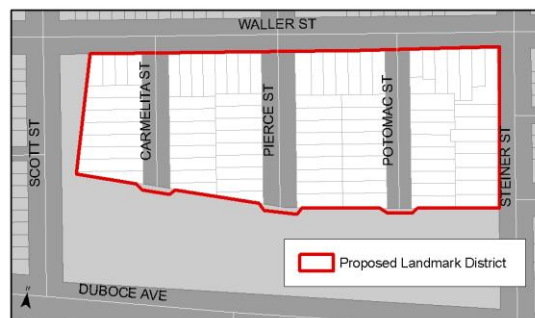 WALLER ST
SCOTT ST
CARMELITA ST
PIERCE ST
POTOMAC ST
STEINER ST
Proposed Landmark District
DUBOCE AVE